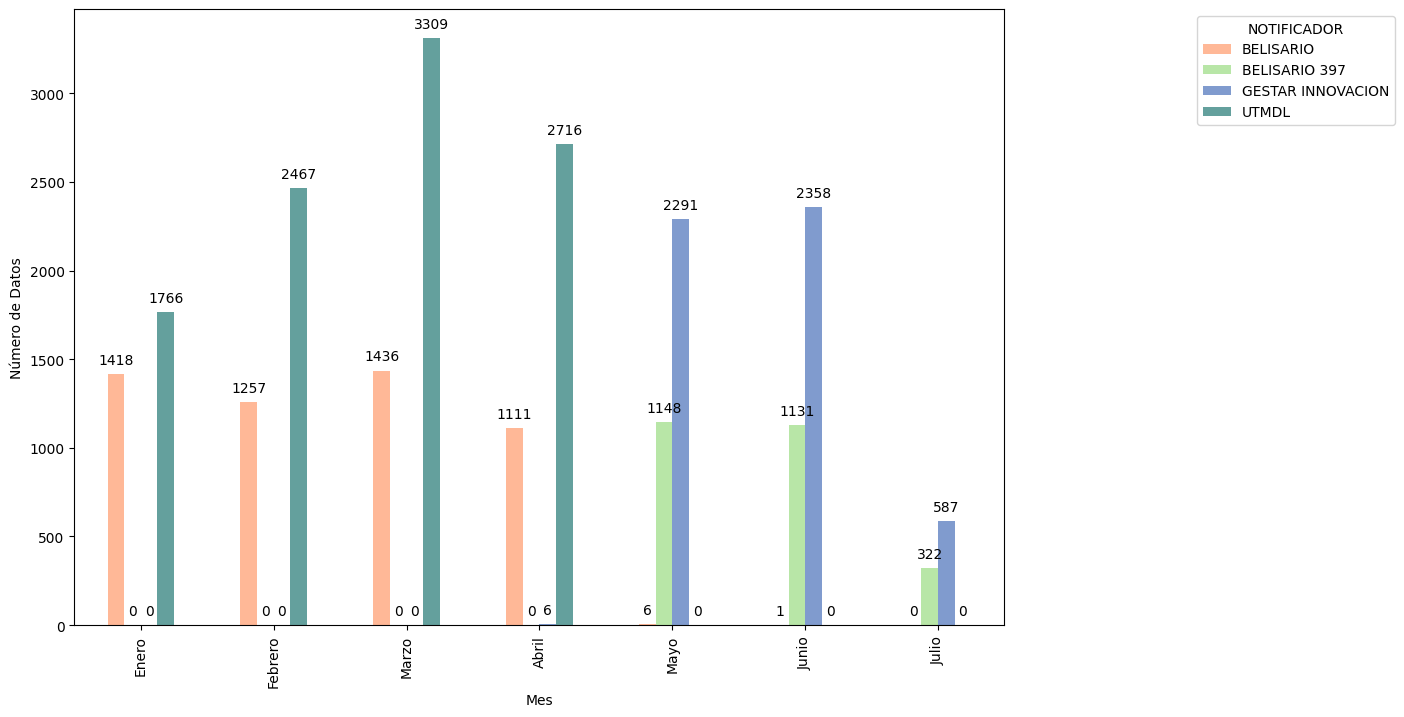 NOTIFICADOR
BELISARIO
BELISARIO 397
GESTAR INNOVACION
UTMDL
Número de Datos
3000
2500
2000
1500
1000
500
0
1418
0
0
1766
1257
0
0
2467
1436
0
0
3309
1111
0
6
2716
6
1148
2291
0
1
1131
2358
0
0
322
587
0
Enero
Febrero
Marzo
Abril
Mayo
Junio
Julio
Mes